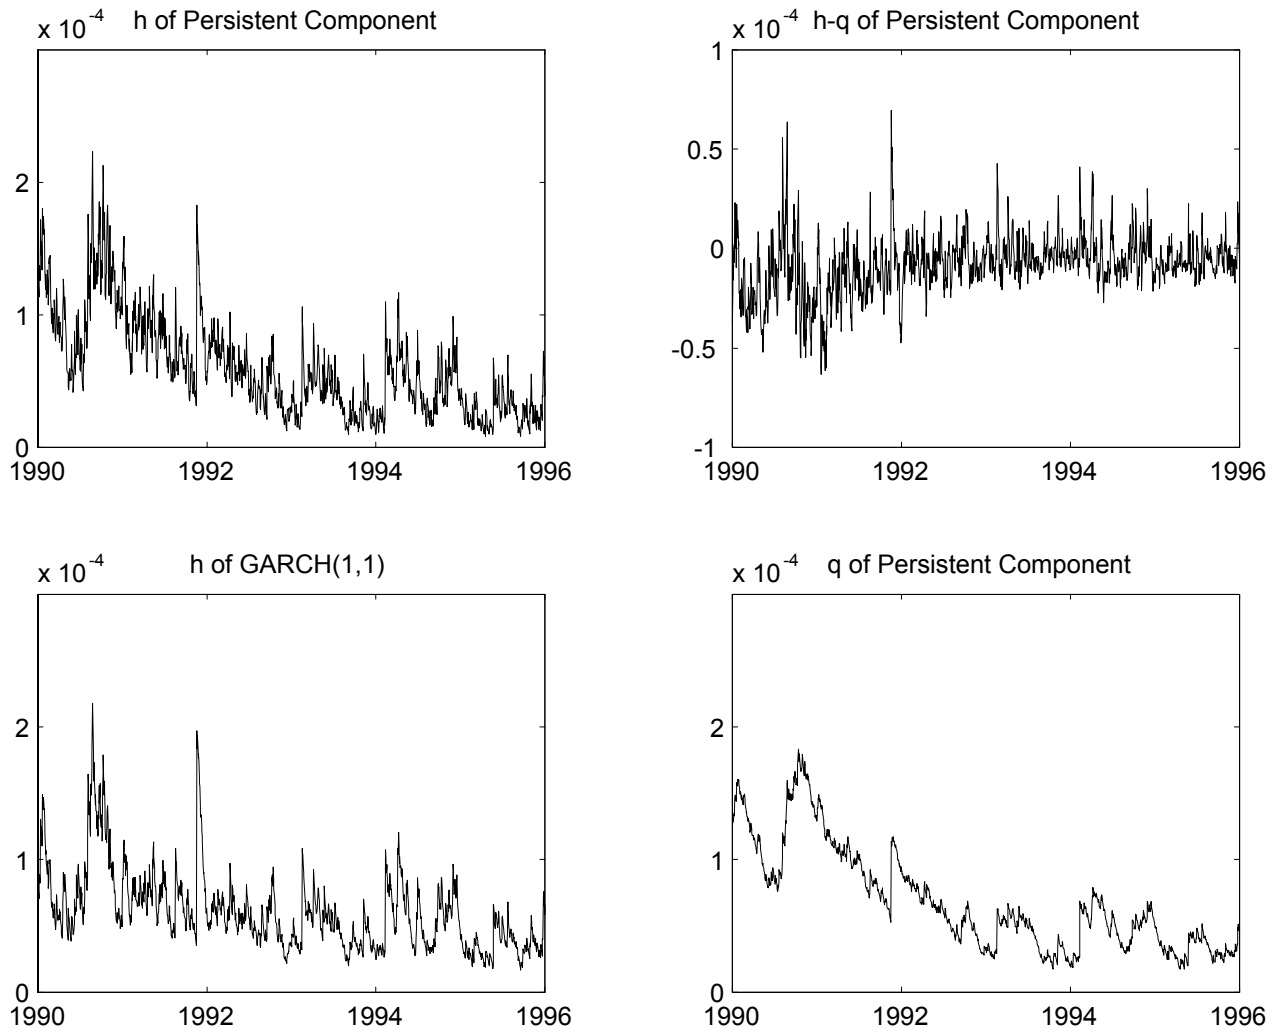 x 10^-4 h of Persistent Component
2
1
0
1990 1992 1994 1996
x 10^-4 h-q of Persistent Component
1
0.5
0
-0.5
-1
1990 1992 1994 1996
x 10^-4 h of GARCH(1,1)
2
1
0
1990 1992 1994 1996
x 10^-4 q of Persistent Component
2
1
0
1990 1992 1994 1996